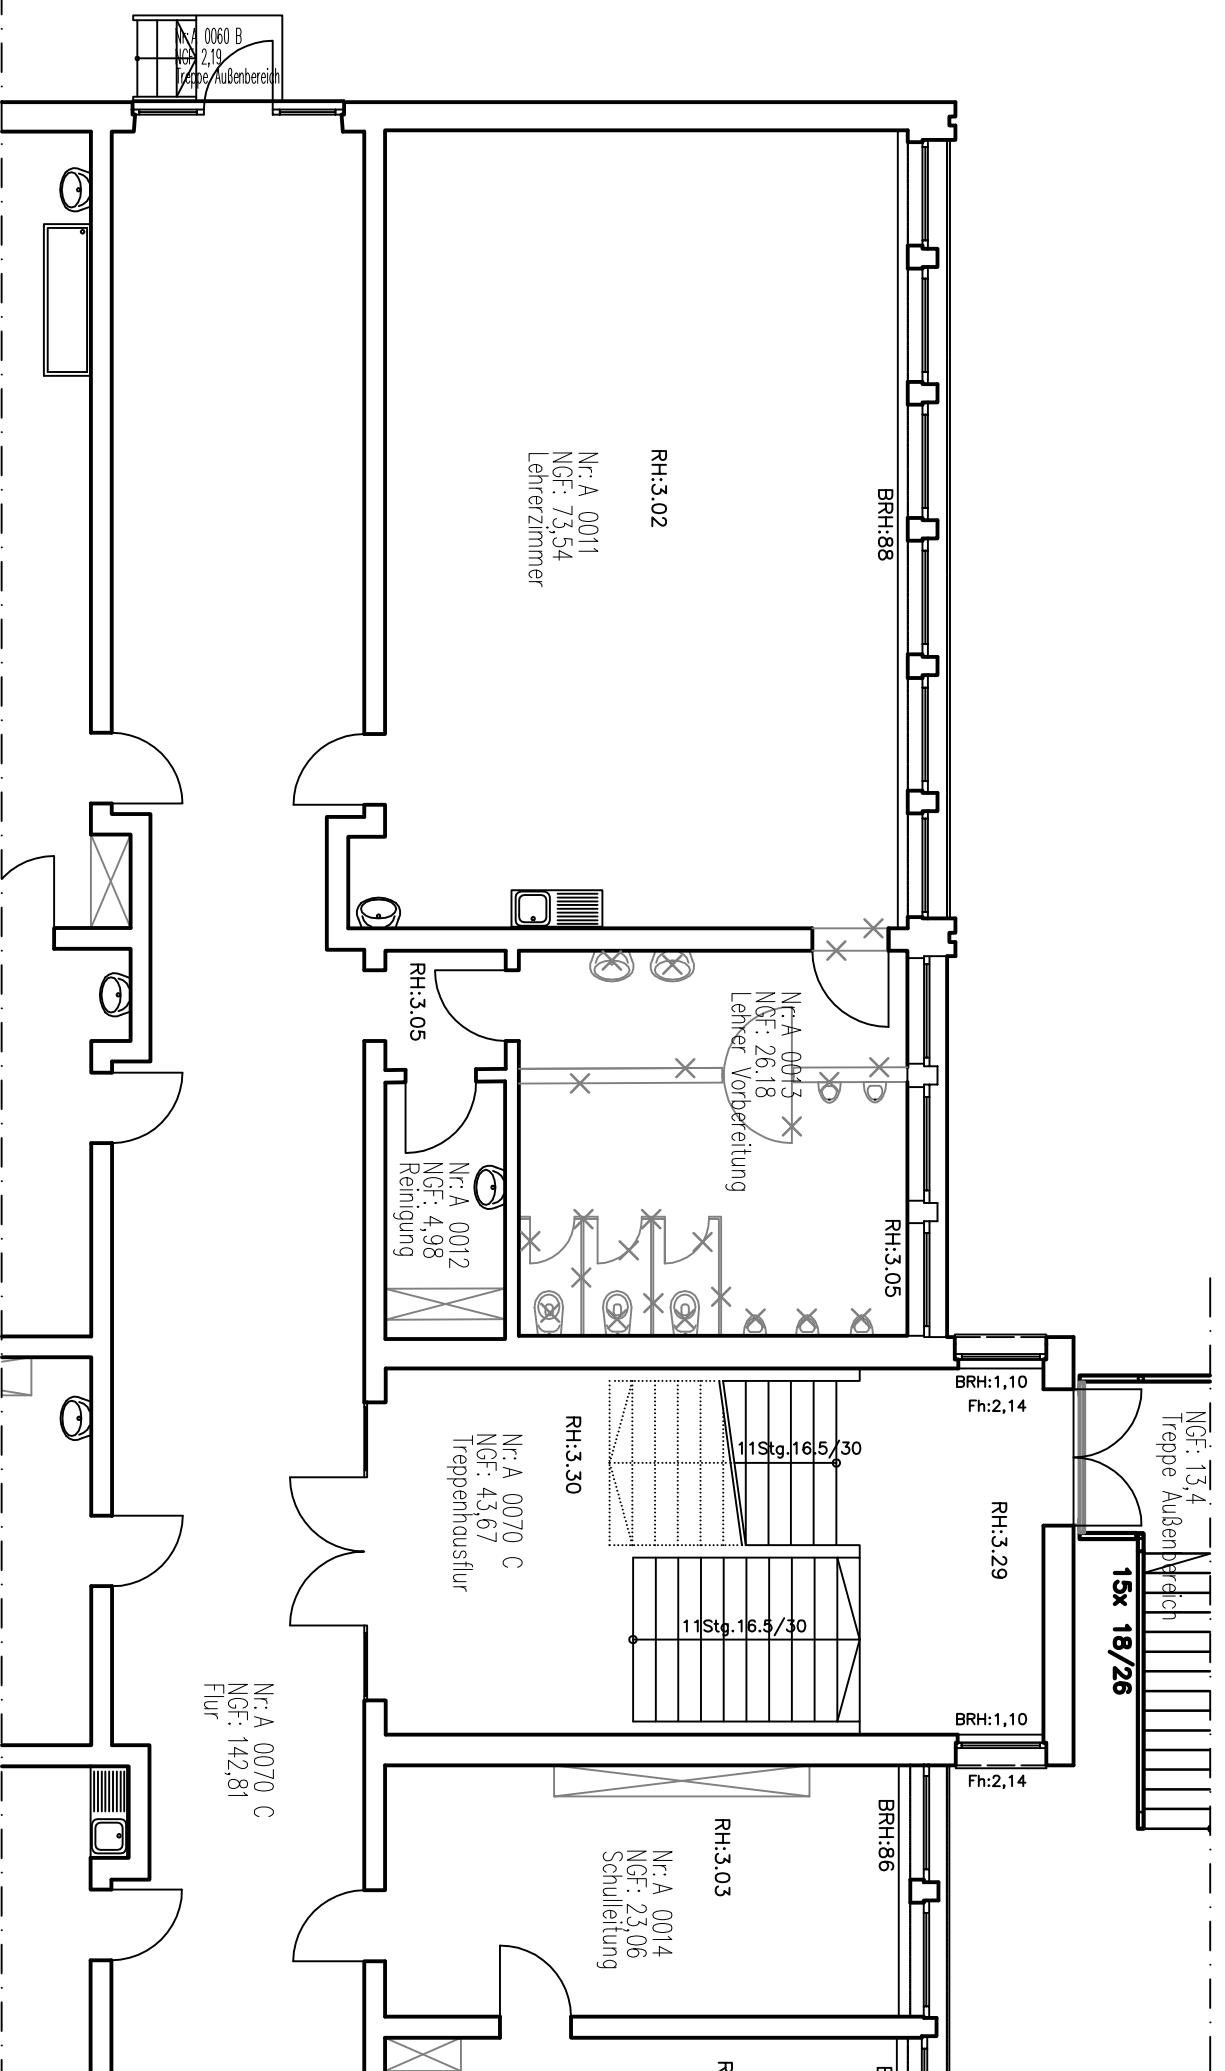 Nr: A 0060 B
NGF: 2,19
Treppe Außenbereich
RH:3.02
Nr: A 0011
NGF: 73,54
Lehrerzimmer
BRH:88
RH:3.05
Nr: A 0013
NGF: 26.18
Lehrer Vorbereitung
Nr: A 0012
NGF: 4,98
Reinigung
RH:3.05
BRH:1,10
Fh:2,14
NGF: 13,4
Treppe Außenbereich
RH:3.30
Nr: A 0070 C
NGF: 43,67
Treppenhausflur
11Stg.16.5/30
RH:3.29
15x 18/26
11Stg.16.5/30
Nr: A 0070 C
NGF: 142,81
Flur
BRH:1,10
Fh:2,14
BRH:86
RH:3.03
Nr: A 0014
NGF: 23,06
Schulleitung